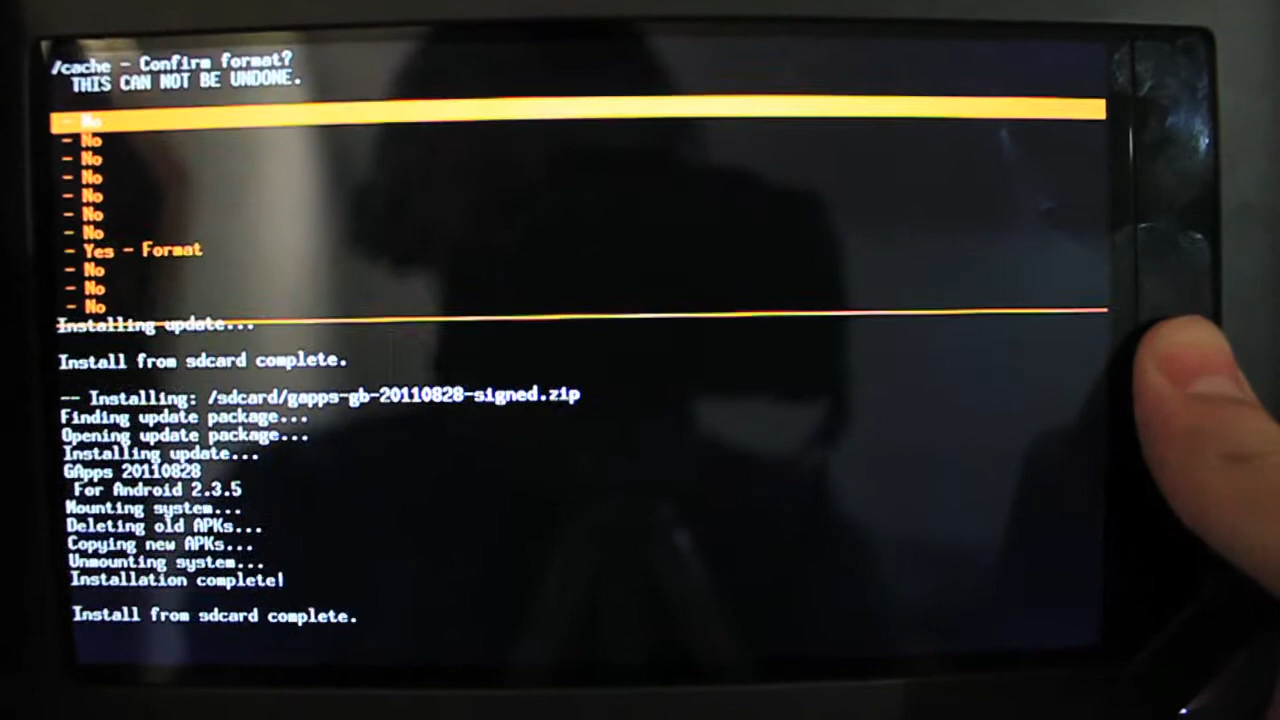 /cache - Confirm format?
THIS CAN NOT BE UNDONE.
- No
- No
- No
- No
- No
- No
- No
- Yes - Format
- No
- No
- No
Installing update...
Install from sdcard complete.
-- Installing: /sdcard/gapps-gb-20110828-signed.zip
Finding update package...
Opening update package...
Installing update...
GApps 20110828
For Android 2.3.5
Mounting system...
Deleting old APKs...
Copying new APKs...
Unmounting system...
Installation complete!
Install from sdcard complete.